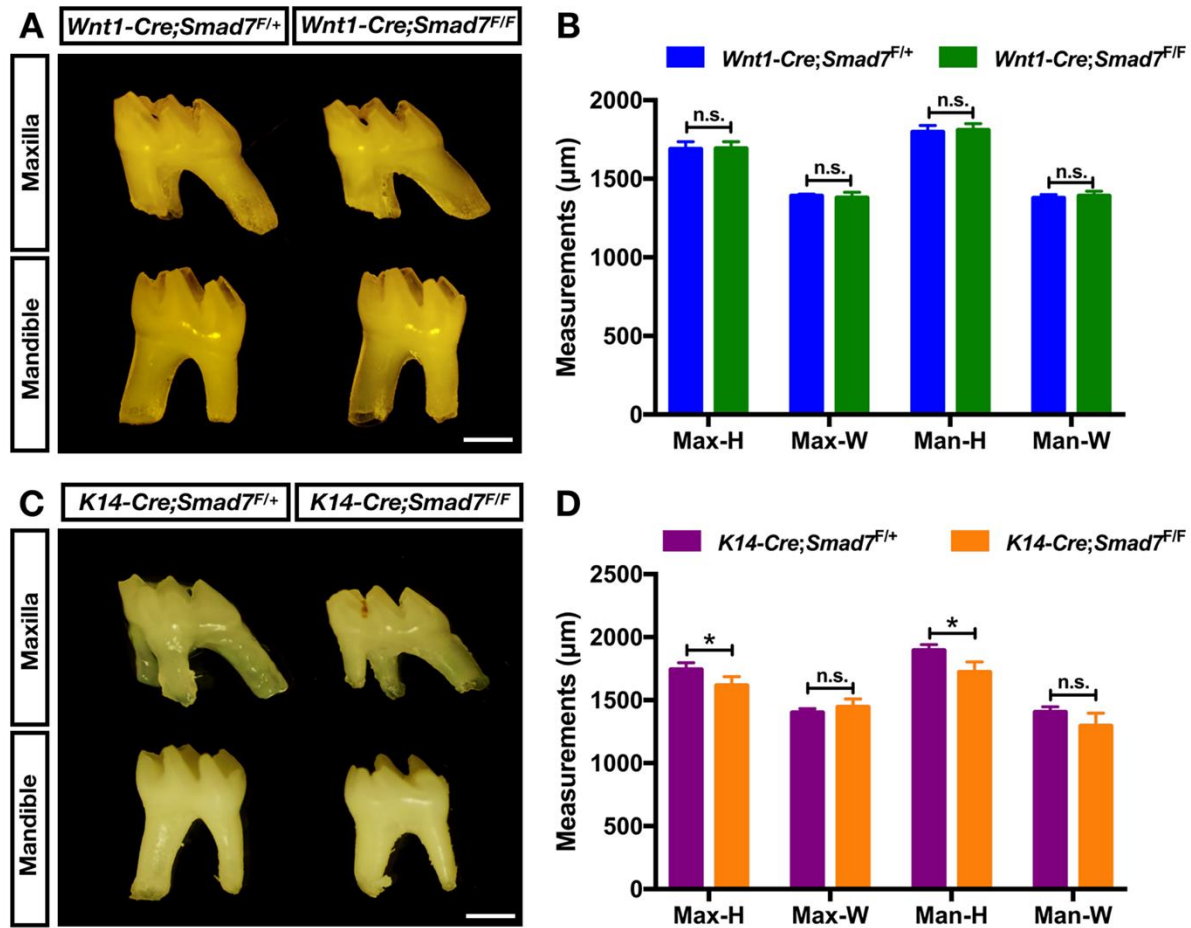 A
Wnt1-Cre;Smad7F/+
Wnt1-Cre;Smad7F/F
Maxilla
Mandible
B
Wnt1-Cre;Smad7F/+
Wnt1-Cre;Smad7F/F
Measurements (µm)
2000
1500
1000
500
0
n.s.
n.s.
n.s.
n.s.
Max-H
Max-W
Man-H
Man-W
C
K14-Cre;Smad7F/+
K14-Cre;Smad7F/F
Maxilla
Mandible
D
K14-Cre;Smad7F/+
K14-Cre;Smad7F/F
Measurements (µm)
2500
2000
1500
1000
500
0
*
n.s.
*
n.s.
Max-H
Max-W
Man-H
Man-W